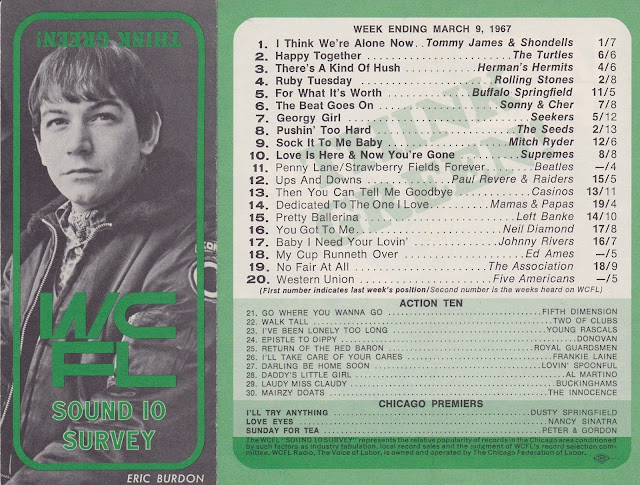 THINK GREEN!
WCFL
SOUND 10
SURVEY
ERIC BURDON
WEEK ENDING MARCH 9, 1967
1. I Think We're Alone Now..Tommy James & Shondells 1/7
2. Happy Together ..................The Turtles 6/6
3. There's A Kind Of Hush..........Herman's Hermits 4/6
4. Ruby Tuesday ..................Rolling Stones 2/8
5. For What It's Worth............Buffalo Springfield 11/5
6. The Beat Goes On ................Sonny & Cher 7/8
7. Georgy Girl........................Seekers 5/12
8. Pushin' Too Hard..................The Seeds 2/13
9. Sock It To Me Baby ................Mitch Ryder 12/6
10. Love Is Here & Now You're Gone........Supremes 8/8
11. Penny Lane/Strawberry Fields Forever......Beatles —/4
12. Ups And Downs ..........Paul Revere & Raiders 15/5
13. Then You Can Tell Me Goodbye..........Casinos 13/11
14. Dedicated To The One I Love....Mamas & Papas 19/4
15. Pretty Ballerina....................Left Banke 14/10
16. You Got To Me....................Neil Diamond 17/8
17. Baby I Need Your Lovin' ..........Johnny Rivers 16/7
18. My Cup Runneth Over ................Ed Ames —/5
19. No Fair At All ................The Association 18/9
20. Western Union................Five Americans —/5
(First number indicates last week's position/Second number is the weeks heard on WCFL)
ACTION TEN
21. GO WHERE YOU WANNA GO..........FIFTH DIMENSION
22. WALK TALL..........TWO OF CLUBS
23. I'VE BEEN LONELY TOO LONG..........YOUNG RASCALS
24. EPISTLE TO DIPPY..........DONOVAN
25. RETURN OF THE RED BARON..........ROYAL GUARDSMEN
26. I'LL TAKE CARE OF YOUR CARES..........FRANKIE LAINE
27. DARLING BE HOME SOON..........LOVIN' SPOONFUL
28. DADDY'S LITTLE GIRL..........AL MARTINO
29. LAUDY MISS CLAUDY..........BUCKINGHAMS
30. MAIRZY DOATS..........THE INNOCENCE
CHICAGO PREMIERS
I'LL TRY ANYTHING..........DUSTY SPRINGFIELD
LOVE EYES..........NANCY SINATRA
SUNDAY FOR TEA..........PETER & GORDON
The WCFL "SOUND 10 SURVEY" represents the relative popularity of records in the Chicago area conditioned
by such factors as industry tabulation, local record sales and the judgment of WCFL's record selection com-
mittee. WCFL Radio, The Voice of Labor, is owned and operated by The Chicago Federation of Labor.
THINK
GREEN!